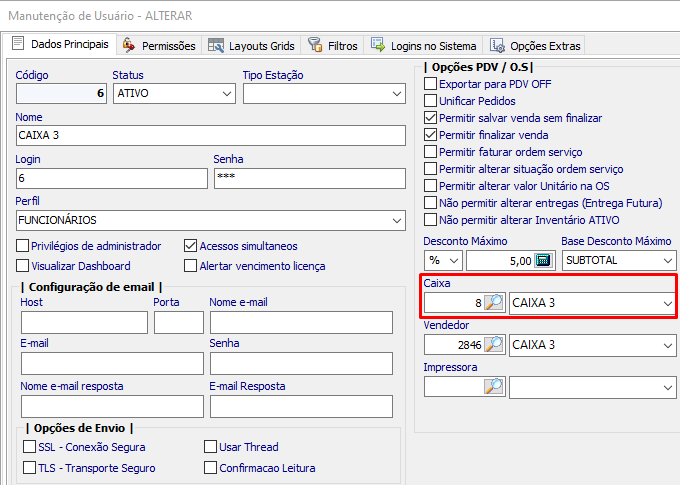 Manutenção de Usuário - ALTERAR
Dados Principais
Permissões
Layouts Grids
Filtros
Logins no Sistema
Opções Extras
Código
Status
Tipo Estação
6
ATIVO
Nome
CAIXA 3
Login
Senha
6
***
Perfil
FUNCIONÁRIOS
Privilégios de administrador
Acessos simultaneos
Visualizar Dashboard
Alertar vencimento licença
| Configuração de email |
Host
Porta
Nome e-mail
E-mail
Senha
Nome e-mail resposta
E-mail Resposta
| Opções de Envio |
SSL - Conexão Segura
Usar Thread
TLS - Transporte Seguro
Confirmacao Leitura
| Opções PDV / O.S|
Exportar para PDV OFF
Unificar Pedidos
Permitir salvar venda sem finalizar
Permitir finalizar venda
Permitir faturar ordem serviço
Permitir alterar situação ordem serviço
Permitir alterar valor Unitário na OS
Não permitir alterar entregas (Entrega Futura)
Não permitir alterar Inventário ATIVO
Desconto Máximo
Base Desconto Máximo
%
5,00
SUBTOTAL
Caixa
8
CAIXA 3
Vendedor
2846
CAIXA 3
Impressora